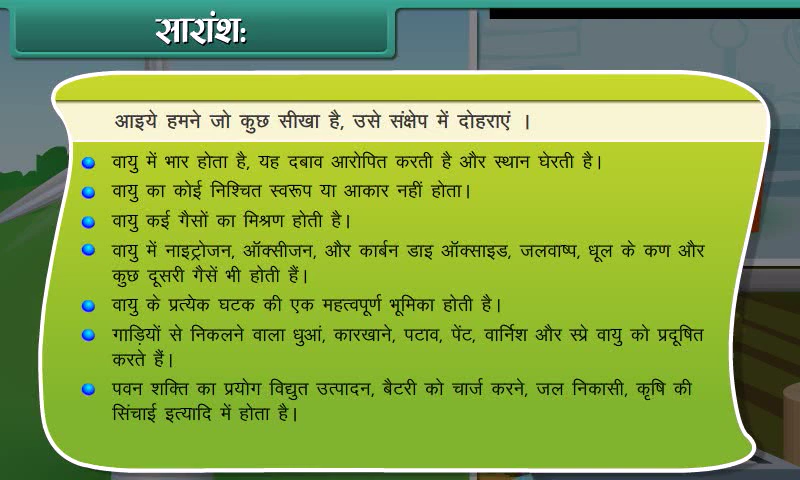 सारांश:
आइये हमने जो कुछ सीखा है, उसे संक्षेप में दोहराएं ।
वायु में भार होता है, यह दबाव आरोपित करती है और स्थान घेरती है।
वायु का कोई निश्चित स्वरूप या आकार नहीं होता।
वायु कई गैसों का मिश्रण होती है।
वायु में नाइट्रोजन, ऑक्सीजन, और कार्बन डाइ ऑक्साइड, जलवाष्प, धूल के कण और
कुछ दूसरी गैसें भी होती हैं।
वायु के प्रत्येक घटक की एक महत्वपूर्ण भूमिका होती है।
गाड़ियों से निकलने वाला धुआं, कारखाने, पटाव, पेंट, वार्निश और स्प्रे वायु को प्रदूषित
करते हैं।
पवन शक्ति का प्रयोग विद्युत उत्पादन, बैटरी को चार्ज करने, जल निकासी, कृषि की
सिंचाई इत्यादि में होता है।